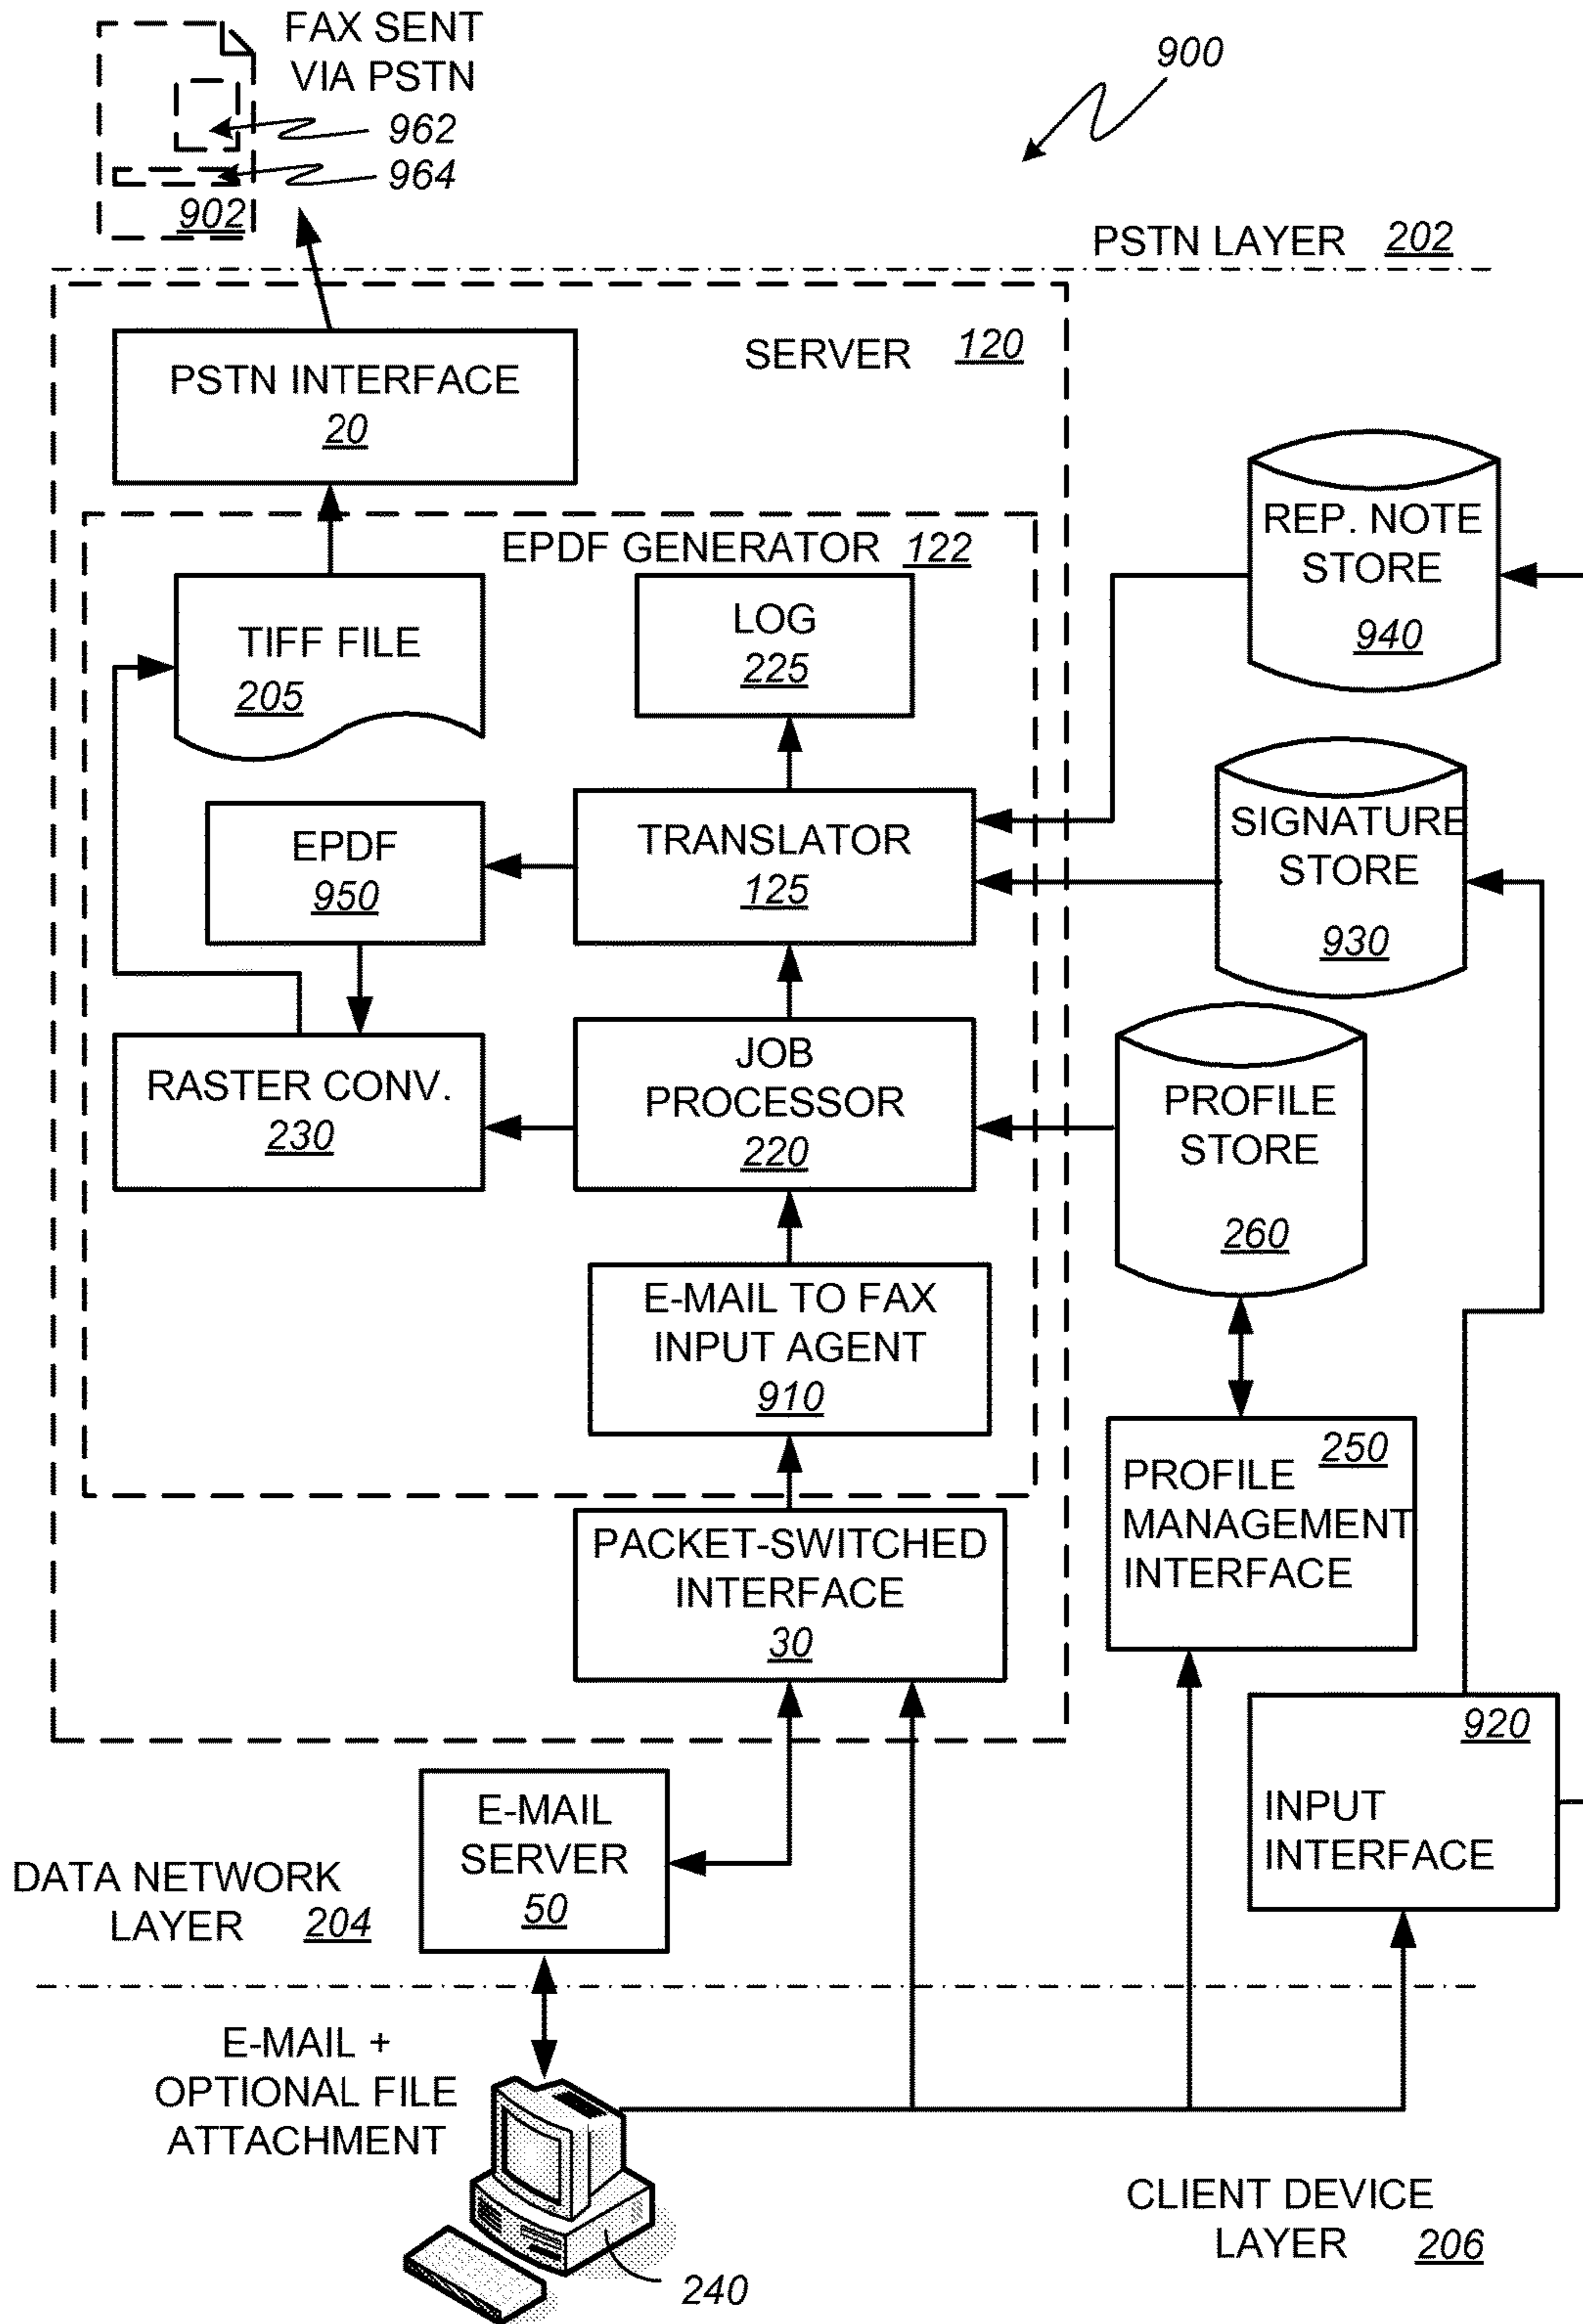 FAX SENT
VIA PSTN
962
964
902
900
PSTN LAYER 202
SERVER 120
PSTN INTERFACE
20
EPDF GENERATOR 122
REP. NOTE
STORE
940
TIFF FILE
205
LOG
225
SIGNATURE
STORE
930
EPDF
950
TRANSLATOR
125
RASTER CONV.
230
JOB
PROCESSOR
220
PROFILE
STORE
260
E-MAIL TO FAX
INPUT AGENT
910
250
PROFILE
MANAGEMENT
INTERFACE
PACKET-SWITCHED
INTERFACE
30
920
INPUT
INTERFACE
E-MAIL
SERVER
50
DATA NETWORK
LAYER 204
E-MAIL +
OPTIONAL FILE
ATTACHMENT
240
CLIENT DEVICE
LAYER 206